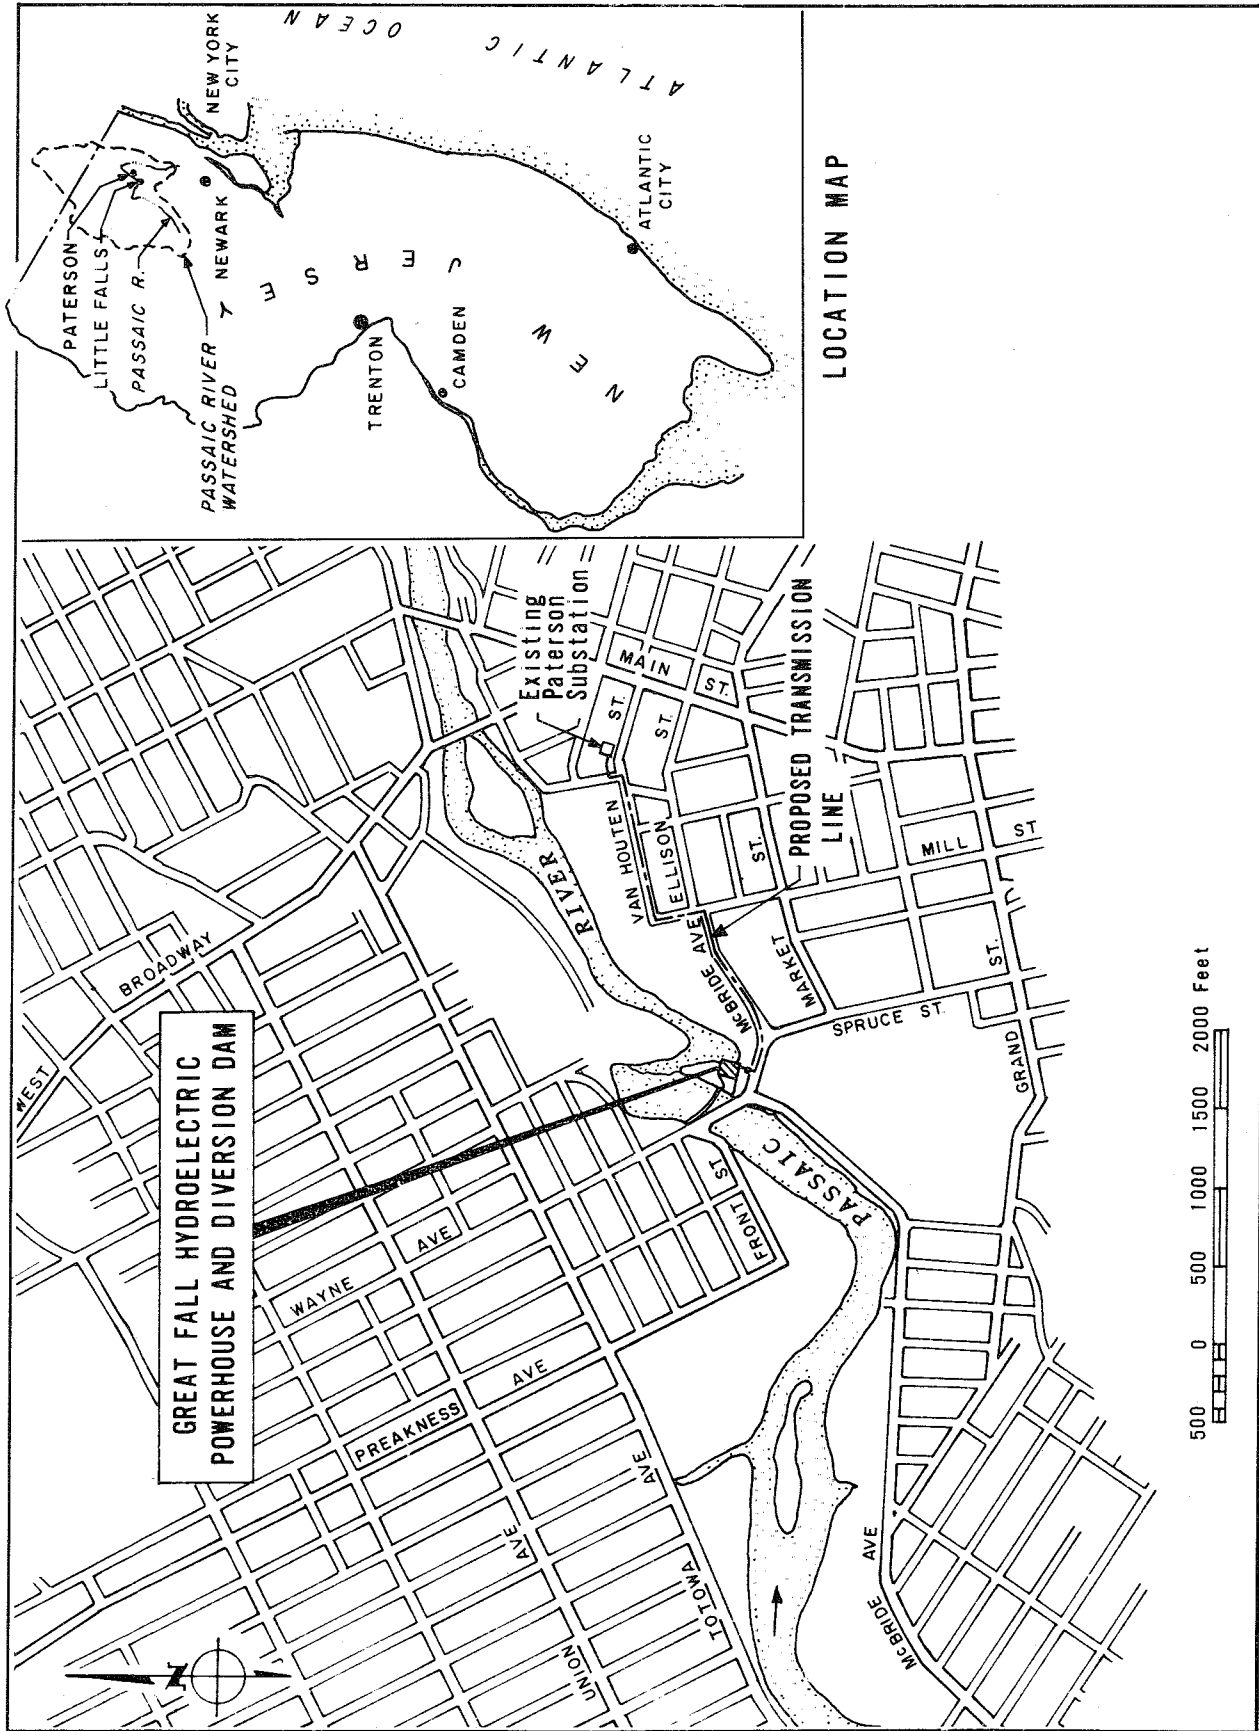 GREAT FALL HYDROELECTRIC
POWERHOUSE AND DIVERSION DAM
WEST
BROADWAY
WAYNE
AVE
PREAKNESS
AVE
UNION
AVE
TOTOWA
AVE
FRONT
ST
PASSAIC
RIVER
McBRIDE
AVE
McBRIDE AVE
VAN HOUTEN
ST.
ELLISON
ST.
MARKET
ST.
MAIN
ST.
MILL
ST
SPRUCE ST.
GRAND
ST.
Existing
Paterson
Substation
PROPOSED TRANSMISSION
LINE
N
500 0 500 1000 1500 2000 Feet
PATERSON
LITTLE FALLS
PASSAIC R.
PASSAIC RIVER
WATERSHED
NEWARK
NEW YORK
CITY
TRENTON
CAMDEN
ATLANTIC
CITY
NEW JERSEY
ATLANTIC OCEAN
LOCATION MAP